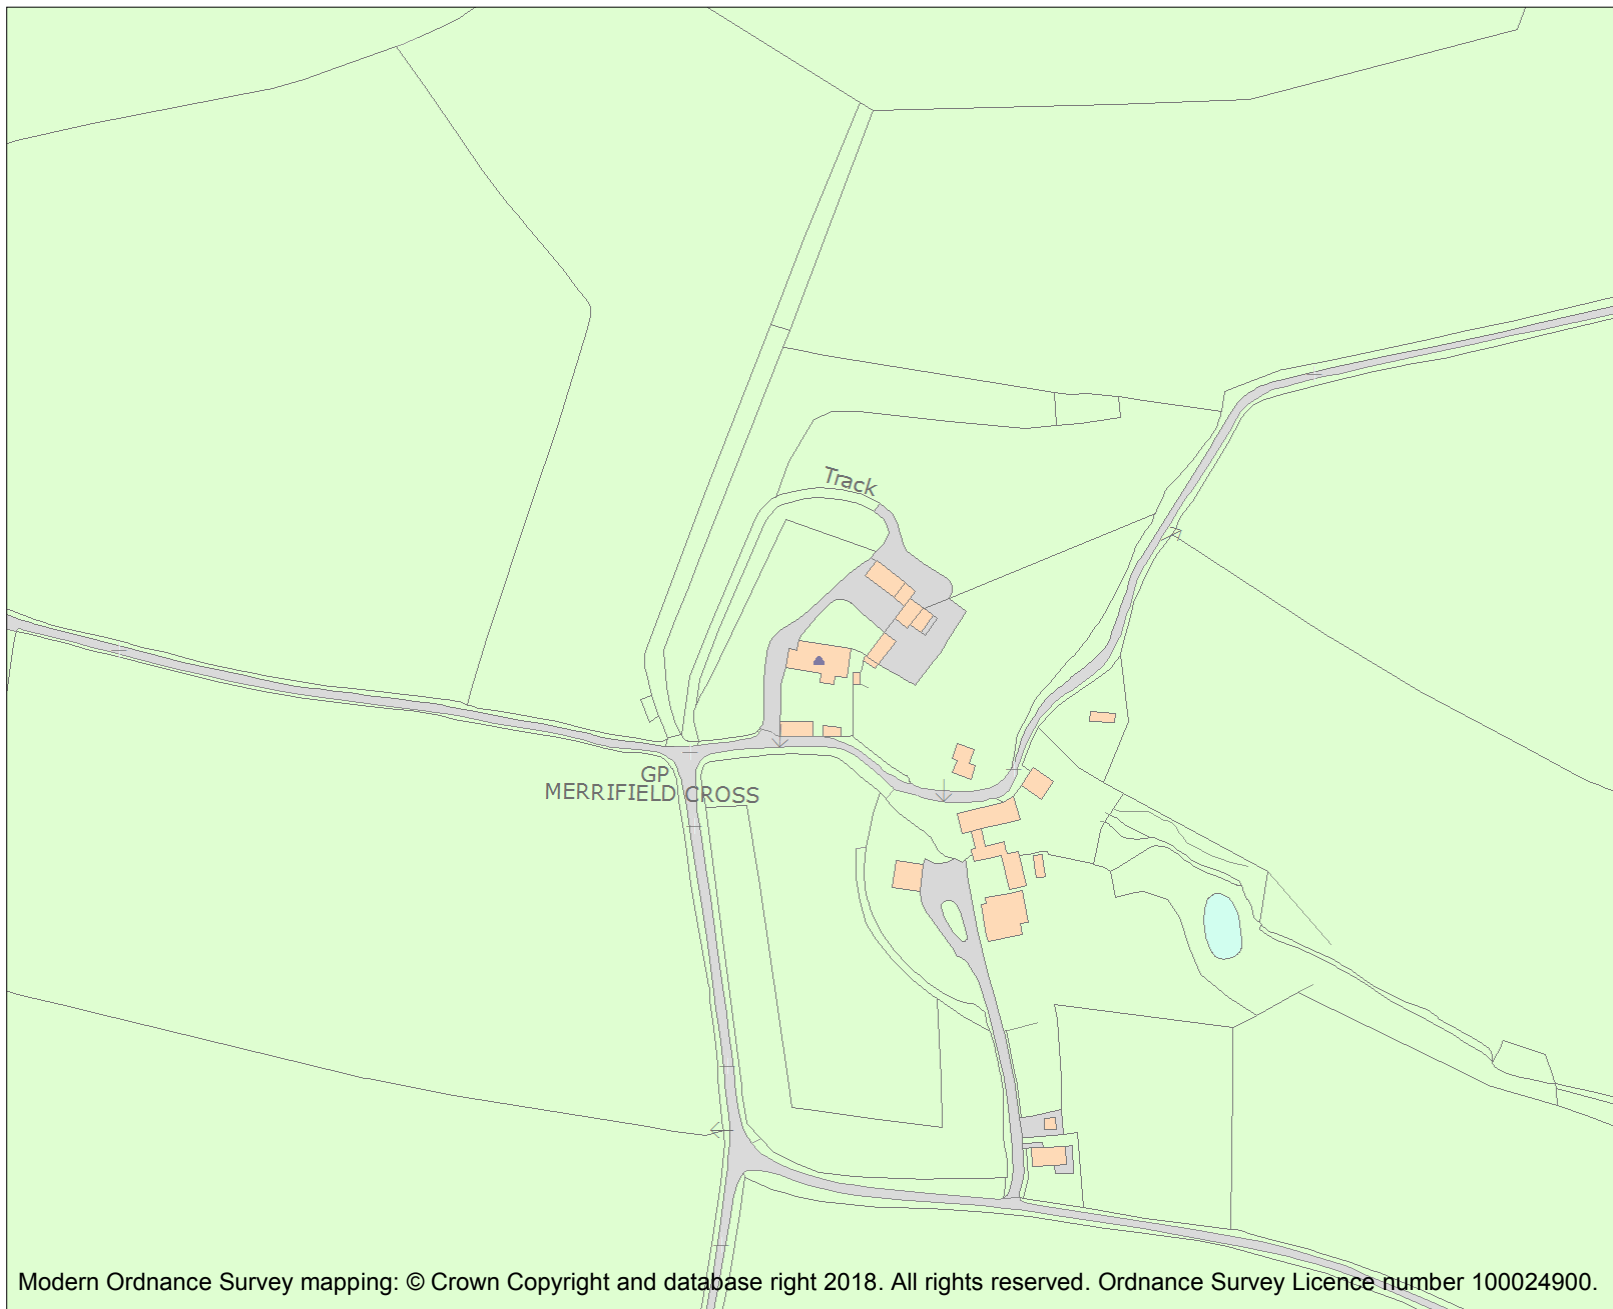 Track
GP
MERRIFIELD CROSS
Modern Ordnance Survey mapping: © Crown Copyright and database right 2018. All rights reserved. Ordnance Survey Licence number 100024900.